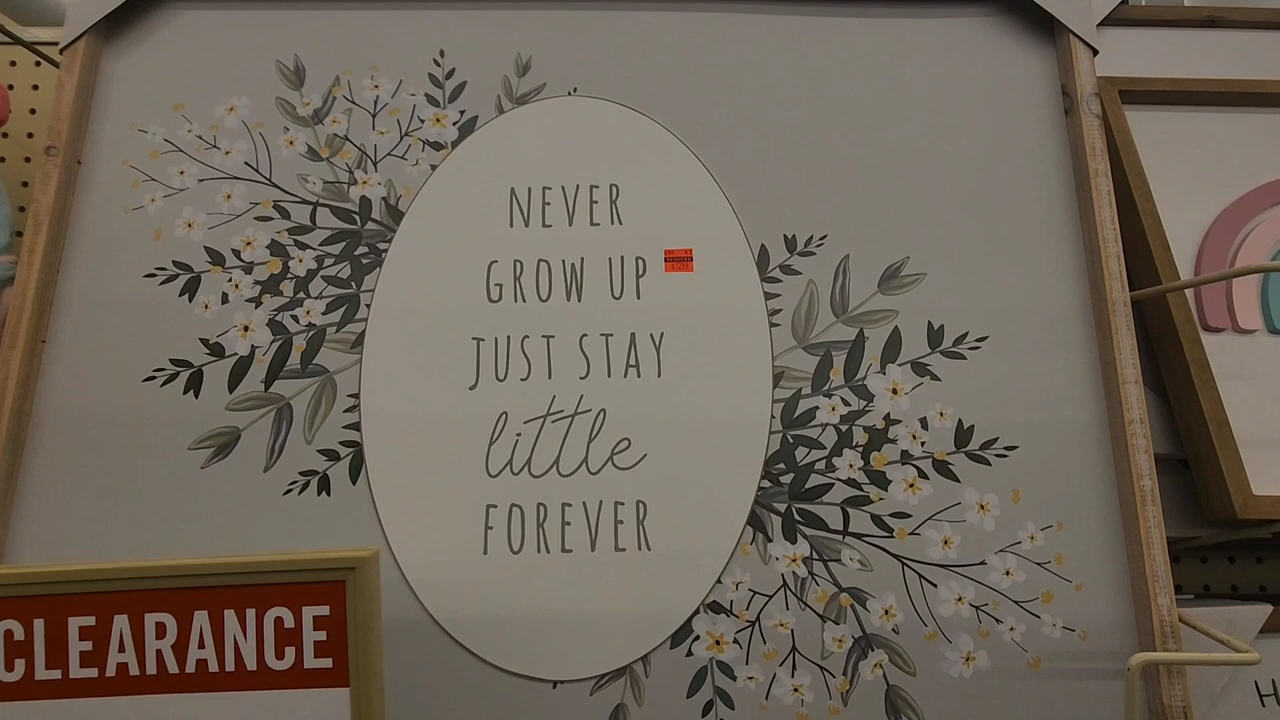 NEVER
GROW UP
JUST STAY
little
FOREVER
CLEARANCE